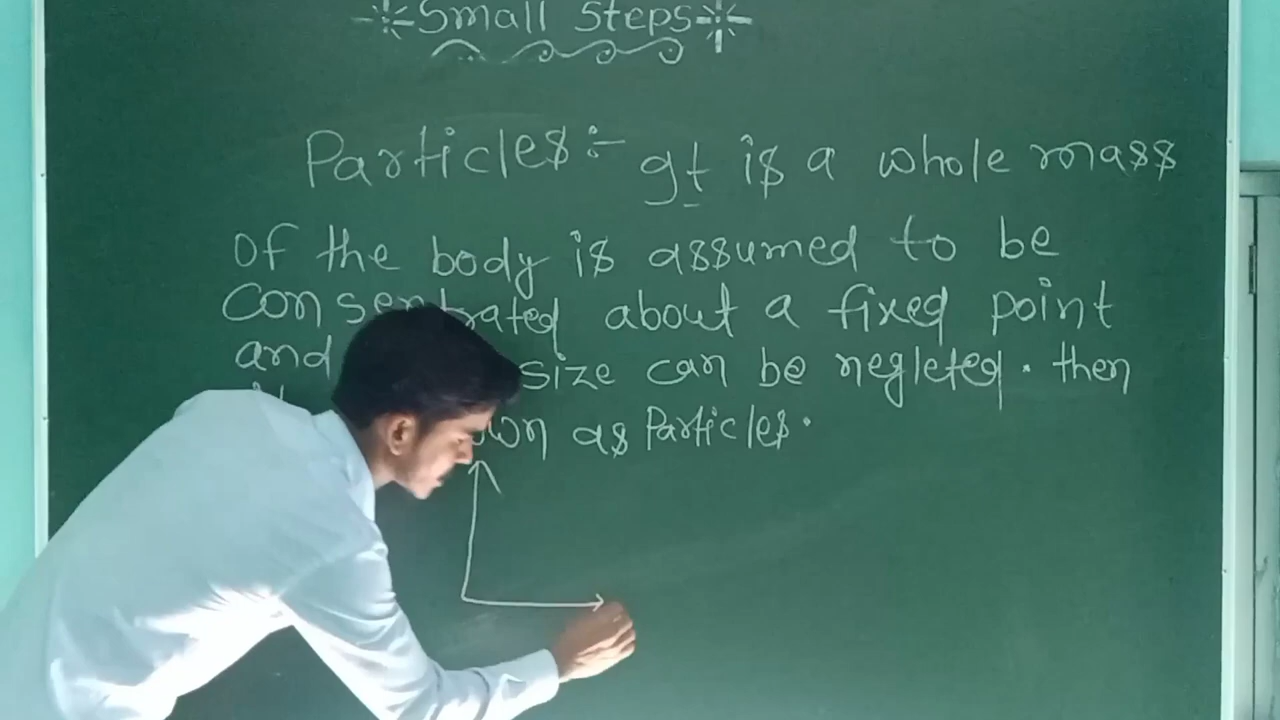 Small Steps
Particles:- It is a whole mass
of the body is assumed to be
Consentrated about a fixed point
and size can be negleted. then
as Particles.